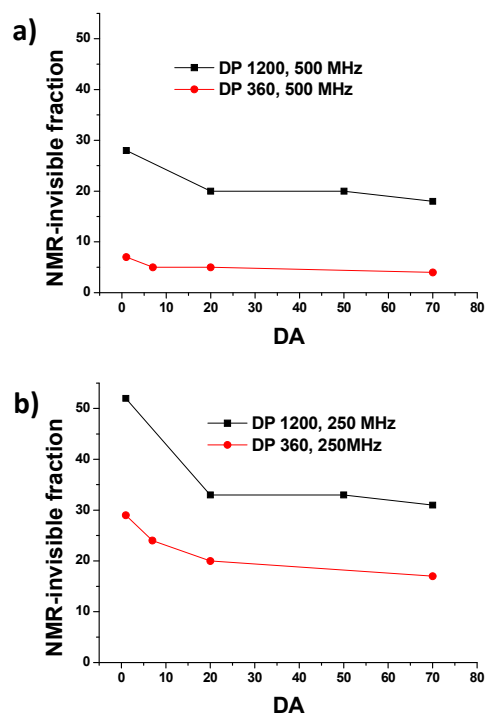 a)
DP 1200, 500 MHz
DP 360, 500 MHz
NMR-invisible fraction
50
40
30
20
10
0
0 10 20 30 40 50 60 70 80
DA
b)
DP 1200, 250 MHz
DP 360, 250MHz
NMR-invisible fraction
50
40
30
20
10
0
0 10 20 30 40 50 60 70 80
DA